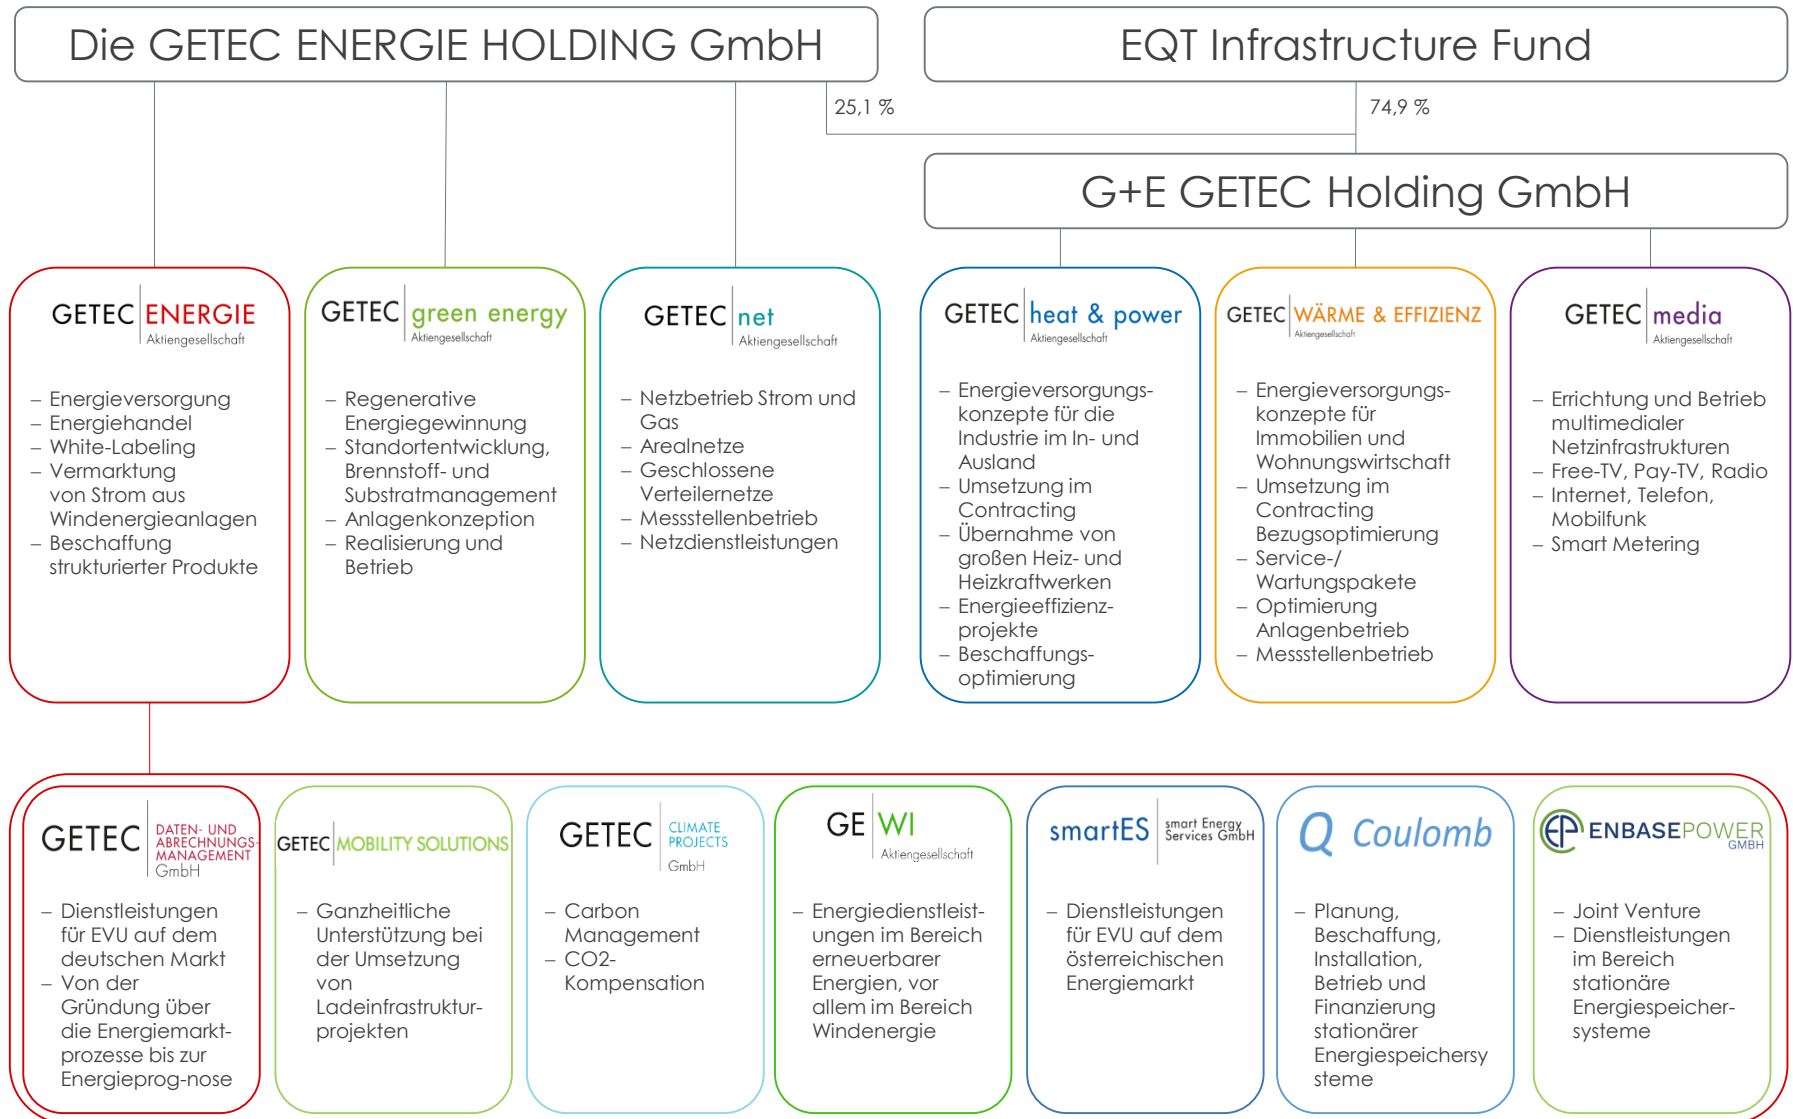 Die GETEC ENERGIE HOLDING GmbH
EQT Infrastructure Fund
25,1 %
74,9 %
G+E GETEC Holding GmbH
GETEC ENERGIE
Aktiengesellschaft
– Energieversorgung
– Energiehandel
– White-Labeling
– Vermarktung
von Strom aus
Windenergieanlagen
– Beschaffung
strukturierter Produkte
GETEC green energy
Aktiengesellschaft
– Regenerative
Energiegewinnung
– Standortentwicklung,
Brennstoff- und
Substratmanagement
– Anlagenkonzeption
– Realisierung und
Betrieb
GETEC net
Aktiengesellschaft
– Netzbetrieb Strom und
Gas
– Arealnetze
– Geschlossene
Verteilernetze
– Messstellenbetrieb
– Netzdienstleistungen
GETEC heat & power
Aktiengesellschaft
– Energieversorgungs-
konzepte für die
Industrie im In- und
Ausland
– Umsetzung im
Contracting
– Übernahme von
großen Heiz- und
Heizkraftwerken
– Energieeffizienz-
projekte
– Beschaffungs-
optimierung
GETEC WÄRME & EFFIZIENZ
Aktiengesellschaft
– Energieversorgungs-
konzepte für
Immobilien und
Wohnungswirtschaft
– Umsetzung im
Contracting
Bezugsoptimierung
– Service-/
Wartungspakete
– Optimierung
Anlagenbetrieb
– Messstellenbetrieb
GETEC media
Aktiengesellschaft
– Errichtung und Betrieb
multimedialer
Netzinfrastrukturen
– Free-TV, Pay-TV, Radio
– Internet, Telefon,
Mobilfunk
– Smart Metering
GETEC DATEN- UND
ABRECHNUNGS-
MANAGEMENT
GmbH
– Dienstleistungen
für EVU auf dem
deutschen Markt
– Von der
Gründung über
die Energiemarkt-
prozesse bis zur
Energieprog-nose
GETEC MOBILITY SOLUTIONS
– Ganzheitliche
Unterstützung bei
der Umsetzung
von
Ladeinfrastruktur-
projekten
GETEC CLIMATE
PROJECTS
GmbH
– Carbon
Management
– CO2-
Kompensation
GE WI
Aktiengesellschaft
– Energiedienstleist-
ungen im Bereich
erneuerbarer
Energien, vor
allem im Bereich
Windenergie
smartES smart Energy
Services GmbH
– Dienstleistungen
für EVU auf dem
österreichischen
Energiemarkt
Q Coulomb
– Planung,
Beschaffung,
Installation,
Betrieb und
Finanzierung
stationärer
Energiespeichersy
steme
EP ENBASEPOWER
GMBH
– Joint Venture
– Dienstleistungen
im Bereich
stationäre
Energiespeicher-
systeme